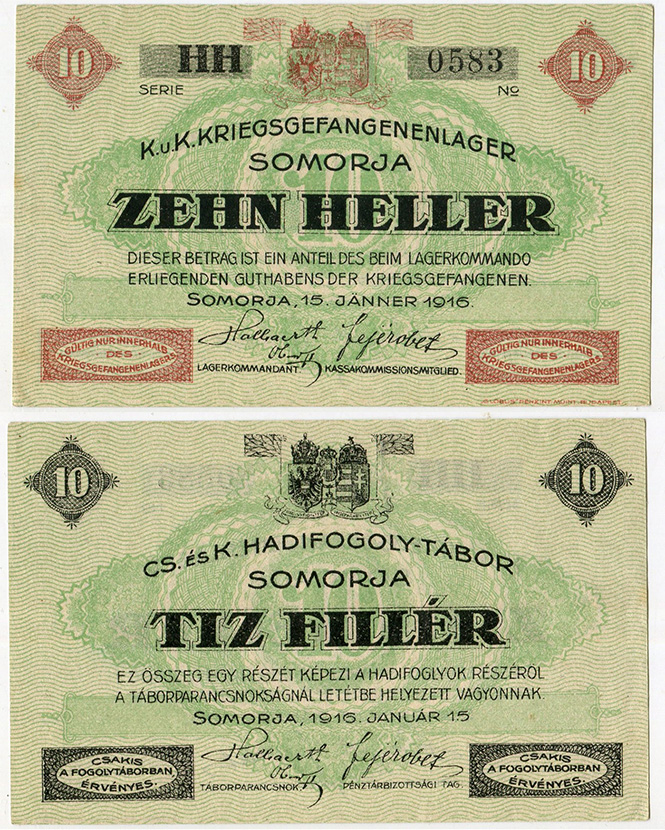 10 HH 0583 10
SERIE No
K.u.K. KRIEGSGEFANGENENLAGER
SOMORJA
10
ZEHN HELLER
DIESER BETRAG IST EIN ANTEIL DES BEIM LAGERKOMMANDO
ERLIEGENDEN GUTHABENS DER KRIEGSGEFANGENEN.
SOMORJA, 15. JÄNNER 1916.
GÜLTIG NUR INNERHALB
DES
KRIEGSGEFANGENENLAGERS
LAGERKOMMANDANT KASSAKOMMISSIONSMITGLIED.
GÜLTIG NUR INNERHALB
DES
KRIEGSGEFANGENENLAGERS
10 10
CS. ÉS K. HADIFOGOLY-TÁBOR
SOMORJA
10
TIZ FILLÉR
EZ ÖSSZEG EGY RÉSZÉT KÉPEZI A HADIFOGLYOK RÉSZÉRŐL
A TÁBORPARANCSNOKSÁGNÁL LETÉTBE HELYEZETT VAGYONNAK.
SOMORJA, 1916. JANUÁR 15
CSAKIS
A FOGOLYTÁBORBAN
ÉRVÉNYES.
TÁBORPARANCSNOK PÉNZTÁRBIZOTTSÁGI TAG
CSAKIS
A FOGOLYTÁBORBAN
ÉRVÉNYES.